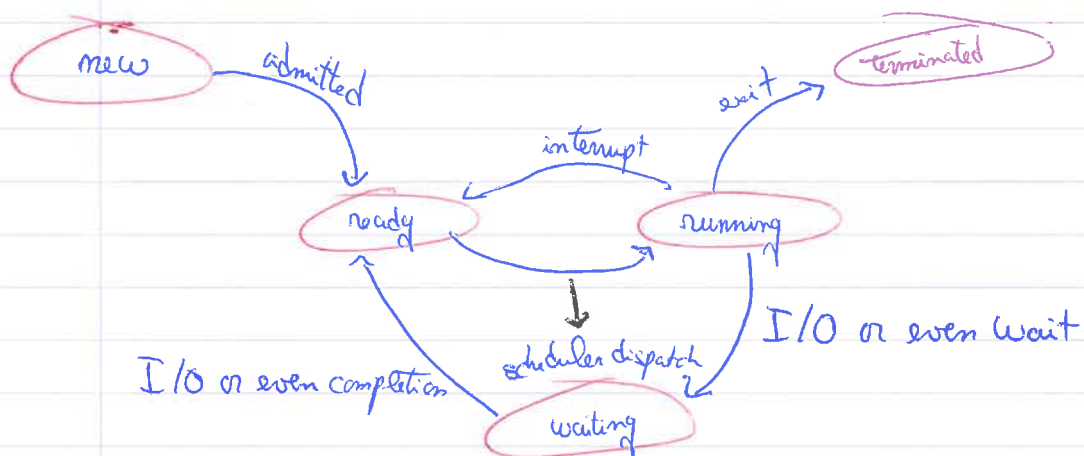 new
admitted
terminated
exit
interrupt
ready
running
scheduler dispatch
I/O or even wait
I/O or even completion
waiting